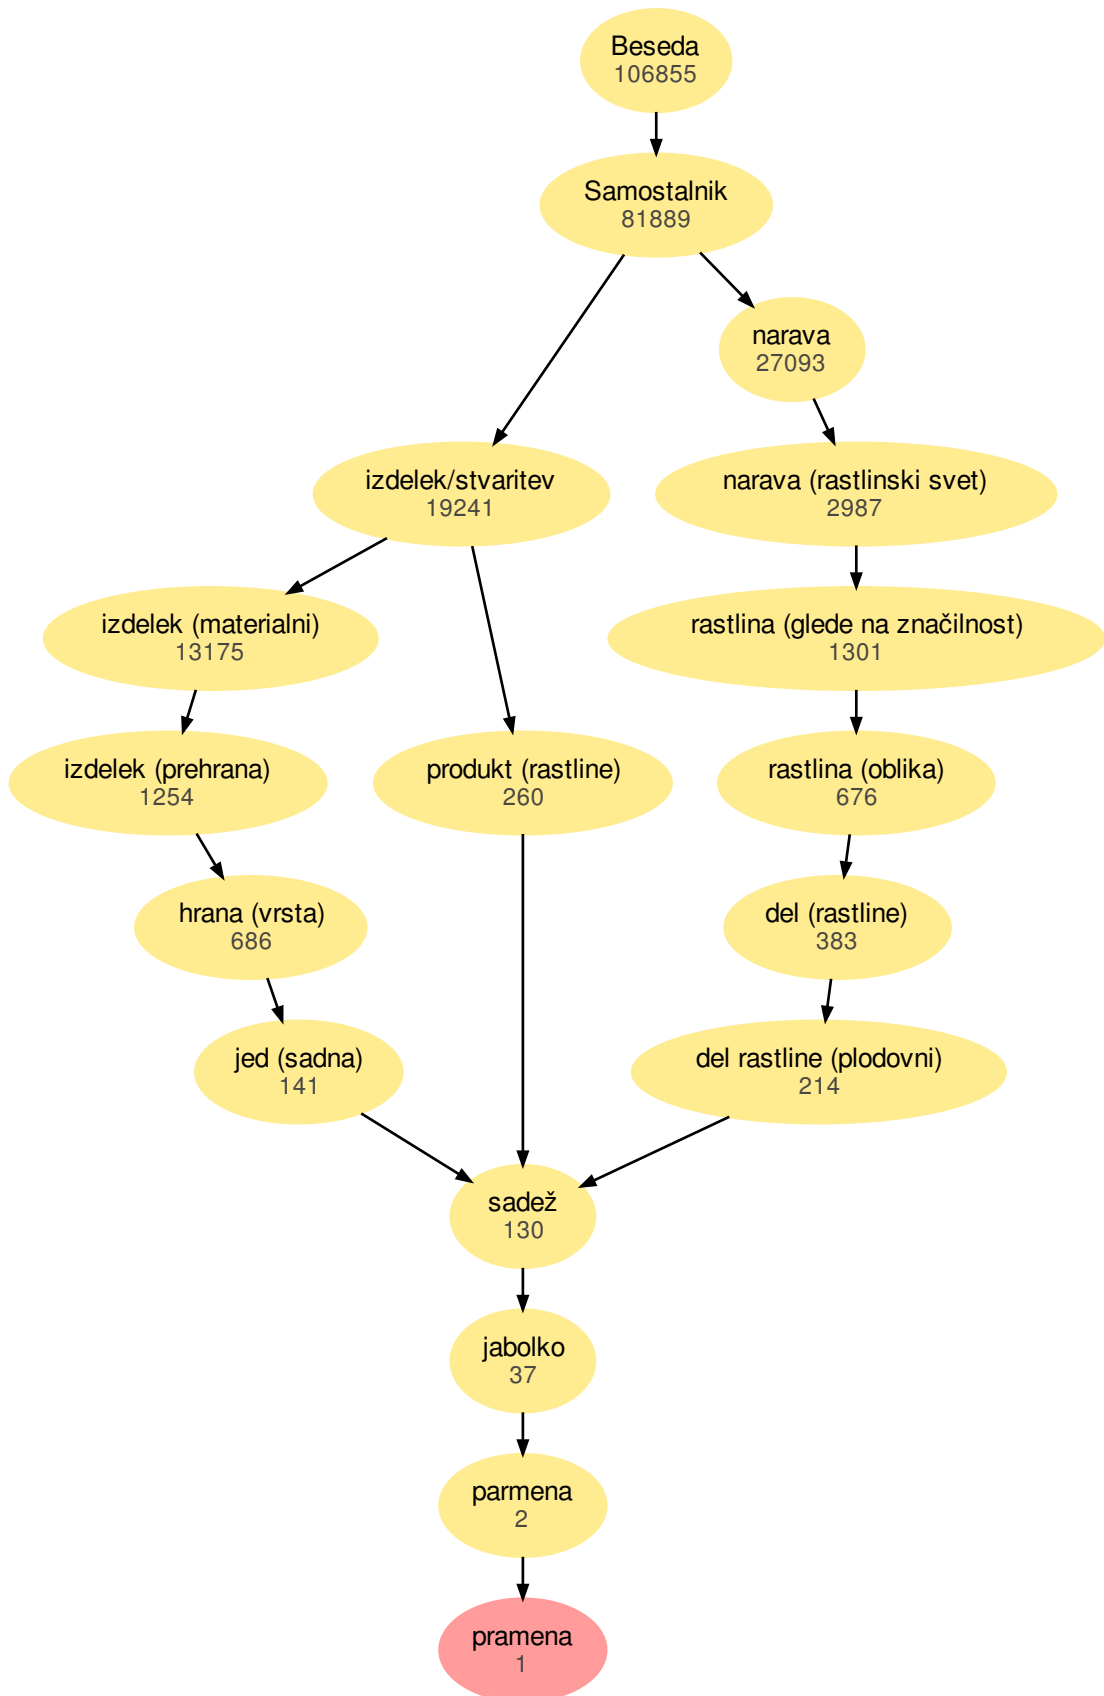 Beseda
106855
Samostalnik
81889
narava
27093
izdelek/stvaritev
19241
narava (rastlinski svet)
2987
izdelek (materialni)
13175
rastlina (glede na značilnost)
1301
izdelek (prehrana)
1254
produkt (rastline)
260
rastlina (oblika)
676
hrana (vrsta)
686
del (rastline)
383
jed (sadna)
141
del rastline (plodovni)
214
sadež
130
jabolko
37
parmena
2
pramena
1